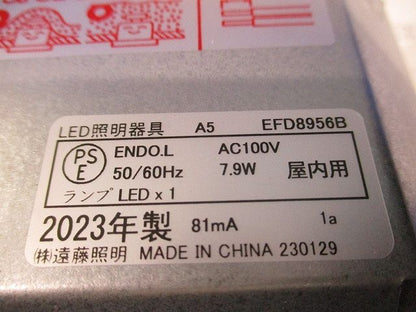 LED照明器具 A5 EFD8956B
PS E ENDO.L AC100V
50/60Hz 7.9W 屋内用
ランプ LED x 1
2023年製 81mA 1a
㈱遠藤照明 MADE IN CHINA 230129